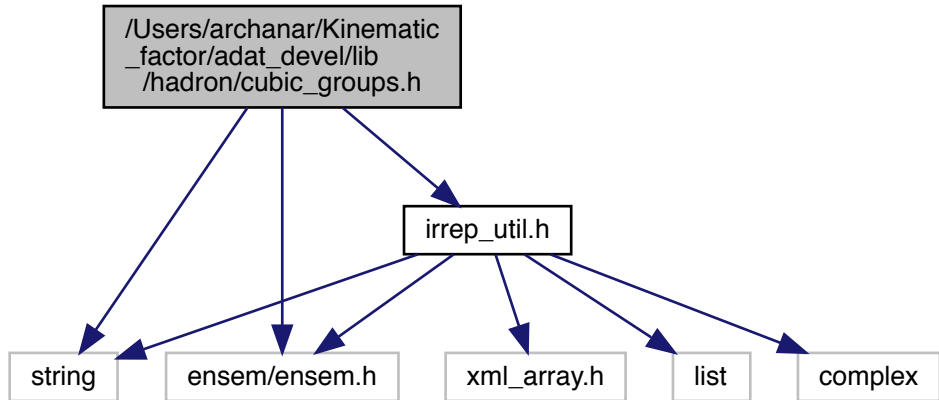 /Users/archanar/Kinematic
_factor/adat_devel/lib
/hadron/cubic_groups.h
irrep_util.h
string
ensem/ensem.h
xml_array.h
list
complex